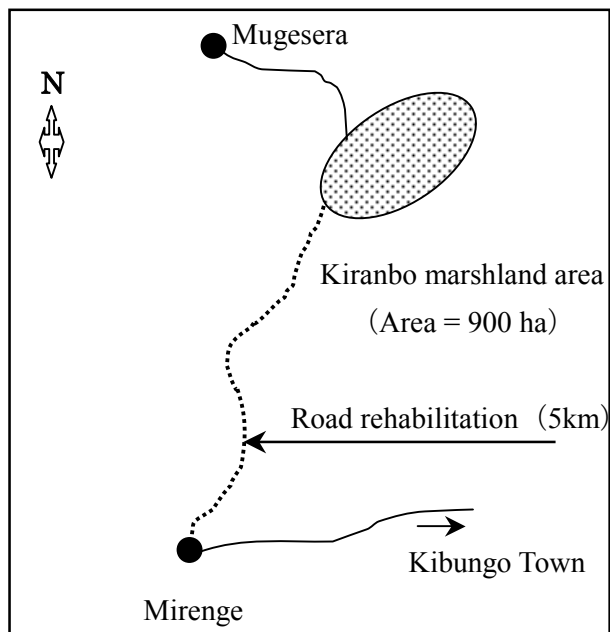 Mugesera
N
Kiranbo marshland area
（Area = 900 ha）
Road rehabilitation（5km）
Kibungo Town
Mirenge